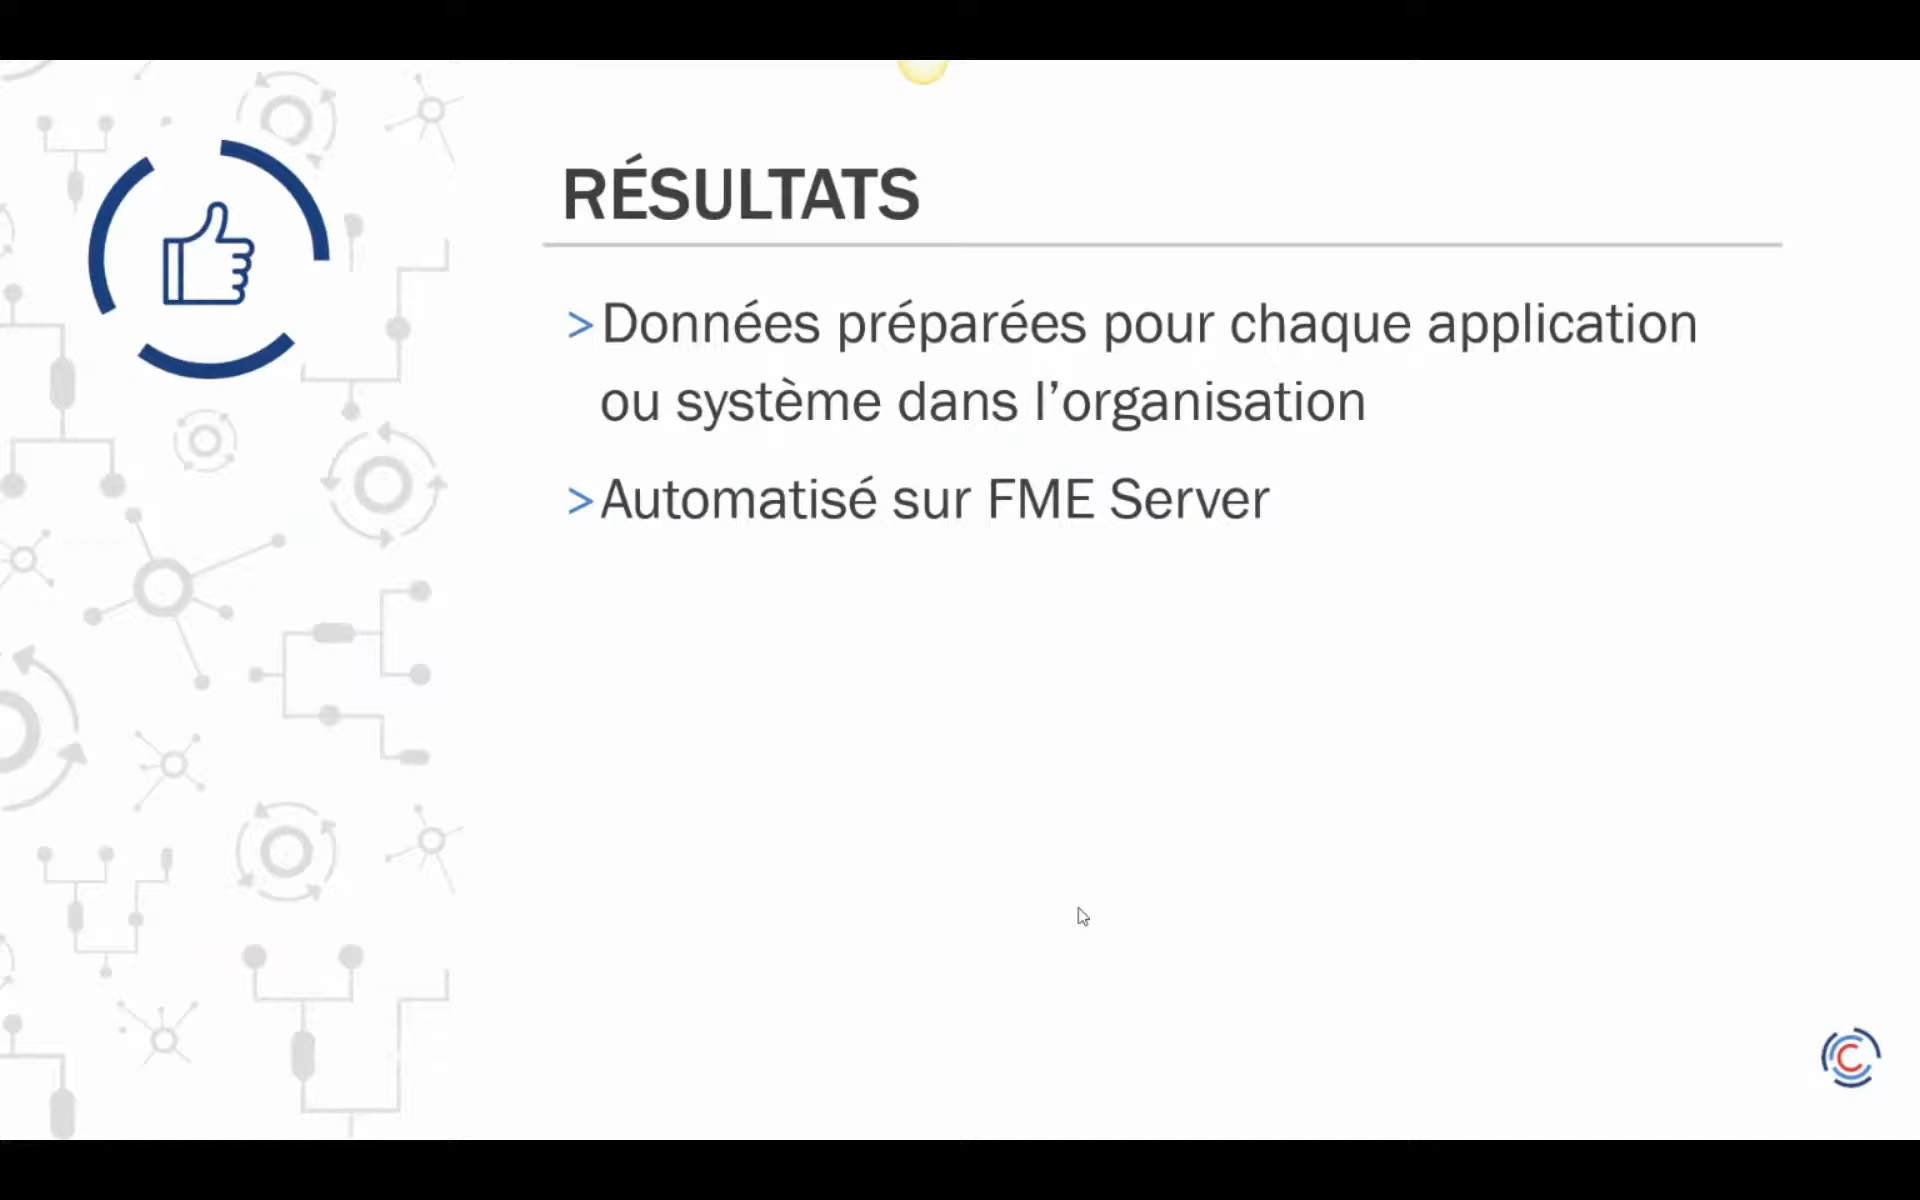 RÉSULTATS
>Données préparées pour chaque application
ou système dans l’organisation
>Automatisé sur FME Server